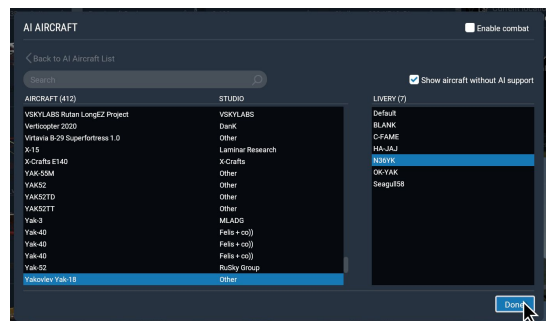 AI AIRCRAFT
Enable combat
Back to AI Aircraft List
Search
Show aircraft without AI support
AIRCRAFT (412) STUDIO LIVERY (7)
VSKYLABS Rutan LongEZ Project VSKYLABS Default
Verticopter 2020 DanK BLANK
Virtavia B-29 Superfortress 1.0 Other C-FAME
X-15 Laminar Research HA-JAJ
X-Crafts E140 X-Crafts N36YK
YAK-55M Other OK-YAK
YAK52 Other Seagull58
YAK52TD Other
YAK52TT Other
Yak-3 MLADG
Yak-40 Felis + co))
Yak-40 Felis + co))
Yak-40 Felis + co))
Yak-52 RuSky Group
Yakovlev Yak-18 Other
Done